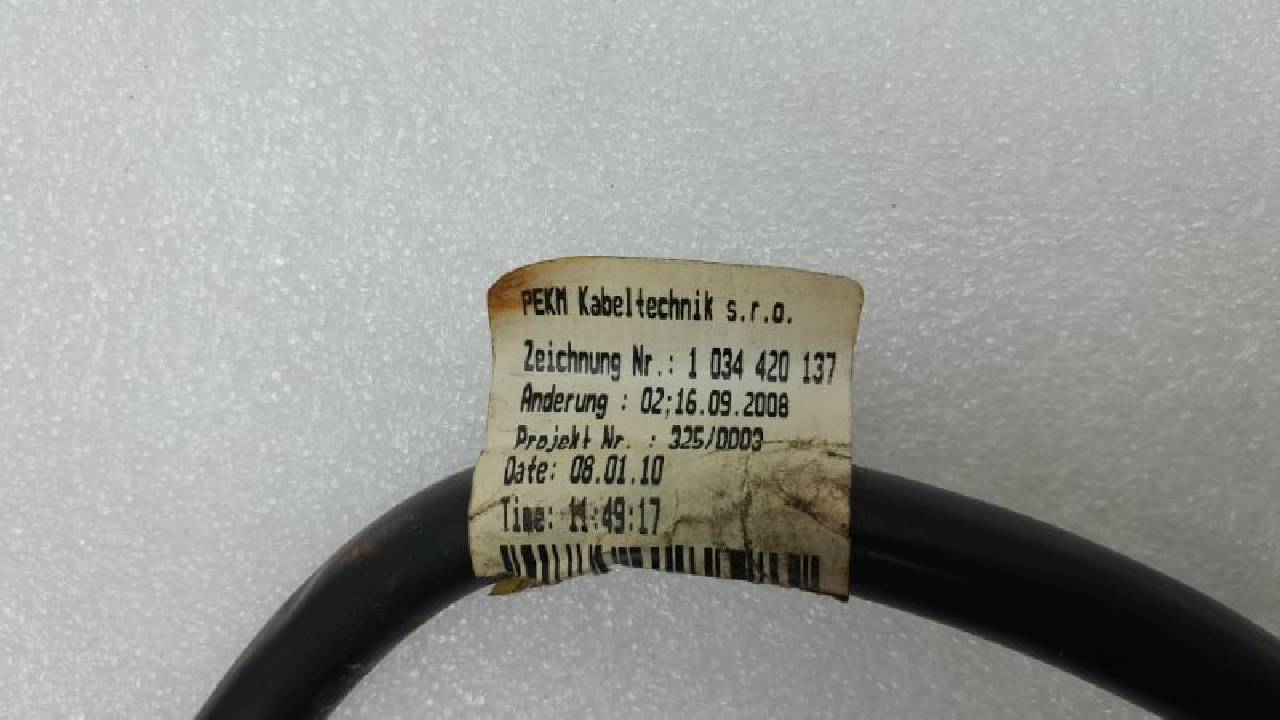 PEKM Kabeltechnik s.r.o.
Zeichnung Nr.: 1 034 420 137
Anderung : 02;16.09.2008
Projekt Nr. : 325/0003
Date: 08.01.10
Time: 11:49:17